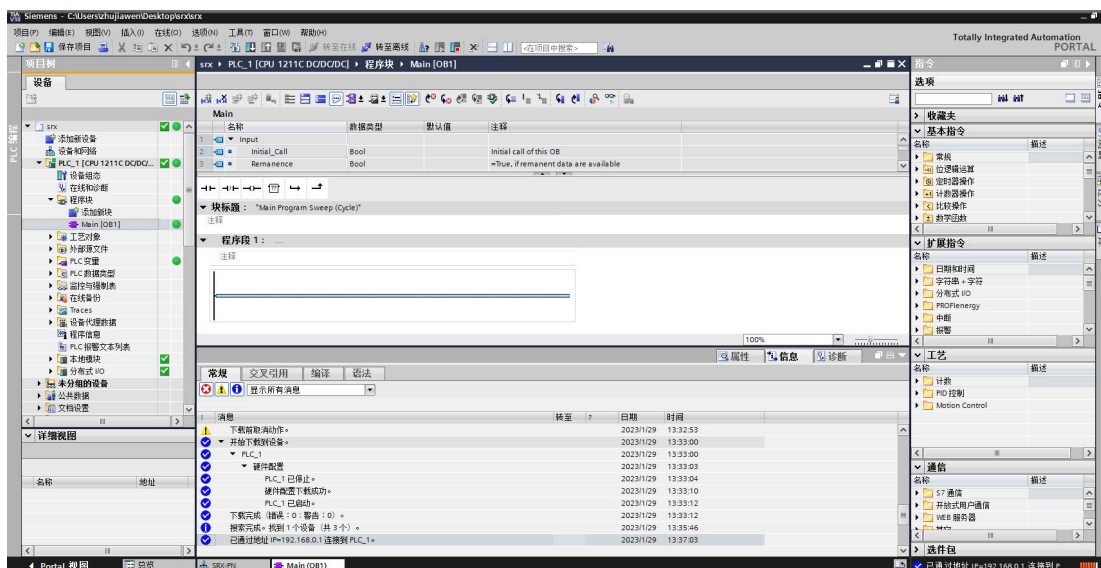 Siemens - C:\Users\zhujiawen\Desktop\srx\srx
项目(P) 编辑(E) 视图(V) 插入(I) 在线(O) 选项(N) 工具(T) 窗口(W) 帮助(H)
Totally Integrated Automation
PORTAL
保存项目 转至在线 转至离线 <在项目中搜索>
项目树
srx ▸ PLC_1 [CPU 1211C DC/DC/DC] ▸ 程序块 ▸ Main [OB1]
指令
设备
选项
PLC 编程
srx
添加新设备
设备和网络
PLC_1 [CPU 1211C DC/DC/...
设备组态
在线和诊断
程序块
添加新块
Main [OB1]
工艺对象
外部源文件
PLC 变量
PLC 数据类型
监控与强制表
在线备份
Traces
设备代理数据
程序信息
PLC 报警文本列表
本地模块
分布式 I/O
未分组的设备
公共数据
文档设置
详细视图
名称 地址
Main
名称 数据类型 默认值 注释
1 Input
2 Initial_Call Bool Initial call of this OB
3 Remanence Bool =True, if remanent data are available
块标题: "Main Program Sweep (Cycle)"
注释
程序段 1:
注释
100%
属性 信息 诊断
常规 交叉引用 编译 语法
显示所有消息
! 消息 转至 ? 日期 时间
下载前取消动作。 2023/1/29 13:32:53
开始下载到设备。 2023/1/29 13:33:00
PLC_1 2023/1/29 13:33:00
硬件配置 2023/1/29 13:33:03
PLC_1 已停止。 2023/1/29 13:33:04
硬件配置下载成功。 2023/1/29 13:33:10
PLC_1 已启动。 2023/1/29 13:33:12
下载完成(错误:0;警告:0)。 2023/1/29 13:33:12
搜索完成。找到 1 个设备(共 3 个)。 2023/1/29 13:35:46
已通过地址 IP=192.168.0.1 连接到 PLC_1。 2023/1/29 13:37:03
收藏夹
基本指令
名称 描述
常规
位逻辑运算
定时器操作
计数器操作
比较操作
数学函数
扩展指令
名称 描述
日期和时间
字符串 + 字符
分布式 I/O
PROFIenergy
中断
报警
工艺
名称 描述
计数
PID 控制
Motion Control
通信
名称 描述
S7 通信
开放式用户通信
WEB 服务器
其它
选件包
Portal 视图 总览 SRX-PN Main (OB1) 已通过地址 IP=192.168.0.1 连接到 P